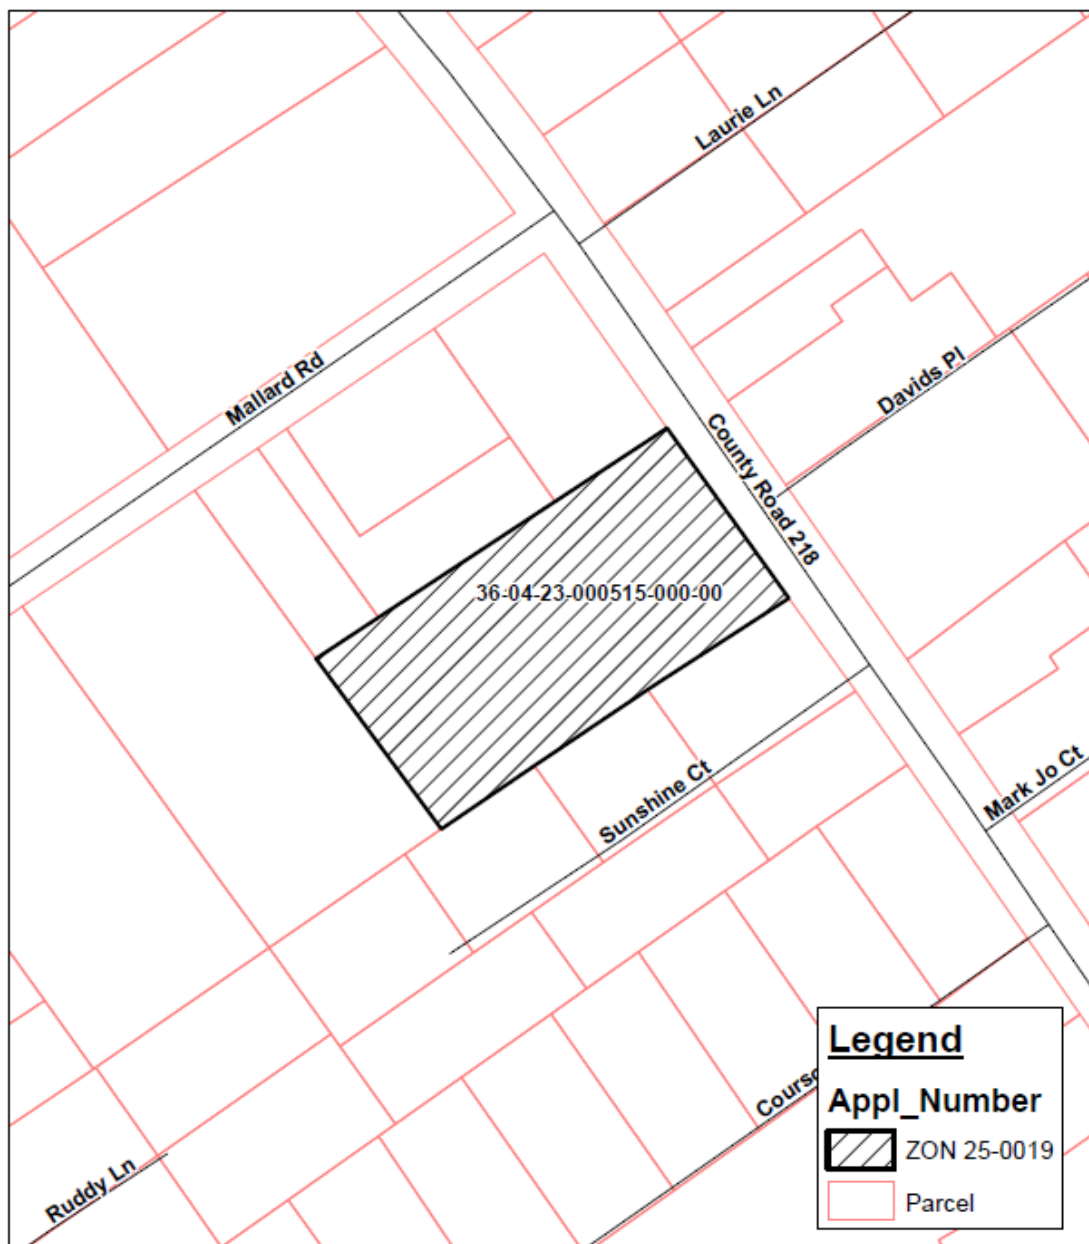 Laurie Ln
Mallard Rd
Davids Pl
County Road 218
36-04-23-000515-000-00
Sunshine Ct
Mark Jo Ct
Ruddy Ln
Legend
Appl_Number
ZON 25-0019
Parcel